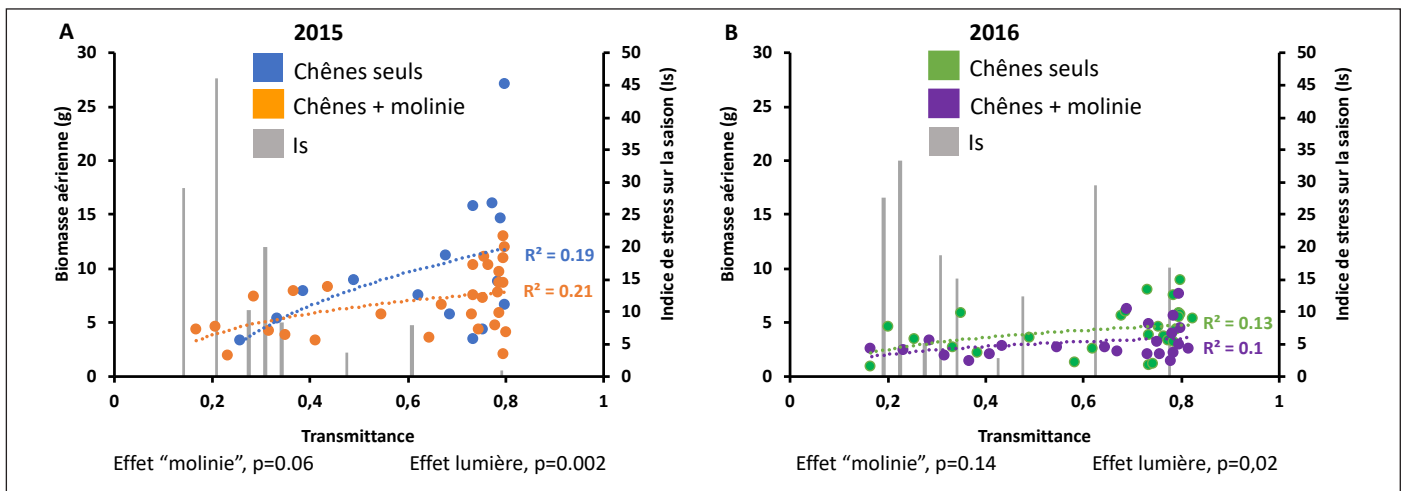 A
2015
Chênes seuls
Chênes + molinie
Is
Biomasse aérienne (g)
30
25
20
15
10
5
0
0
0,2
0,4
0,6
0,8
1
Transmittance
50
45
40
35
30
25
20
15
10
5
0
Indice de stress sur la saison (Is)
R² = 0.19
R² = 0.21
Effet “molinie”, p=0.06
Effet lumière, p=0.002
B
2016
Chênes seuls
Chênes + molinie
Is
Biomasse aérienne (g)
30
25
20
15
10
5
0
0
0,2
0,4
0,6
0,8
1
Transmittance
50
45
40
35
30
25
20
15
10
5
0
Indice de stress sur la saison (Is)
R² = 0.13
R² = 0.1
Effet “molinie”, p=0.14
Effet lumière, p=0,02